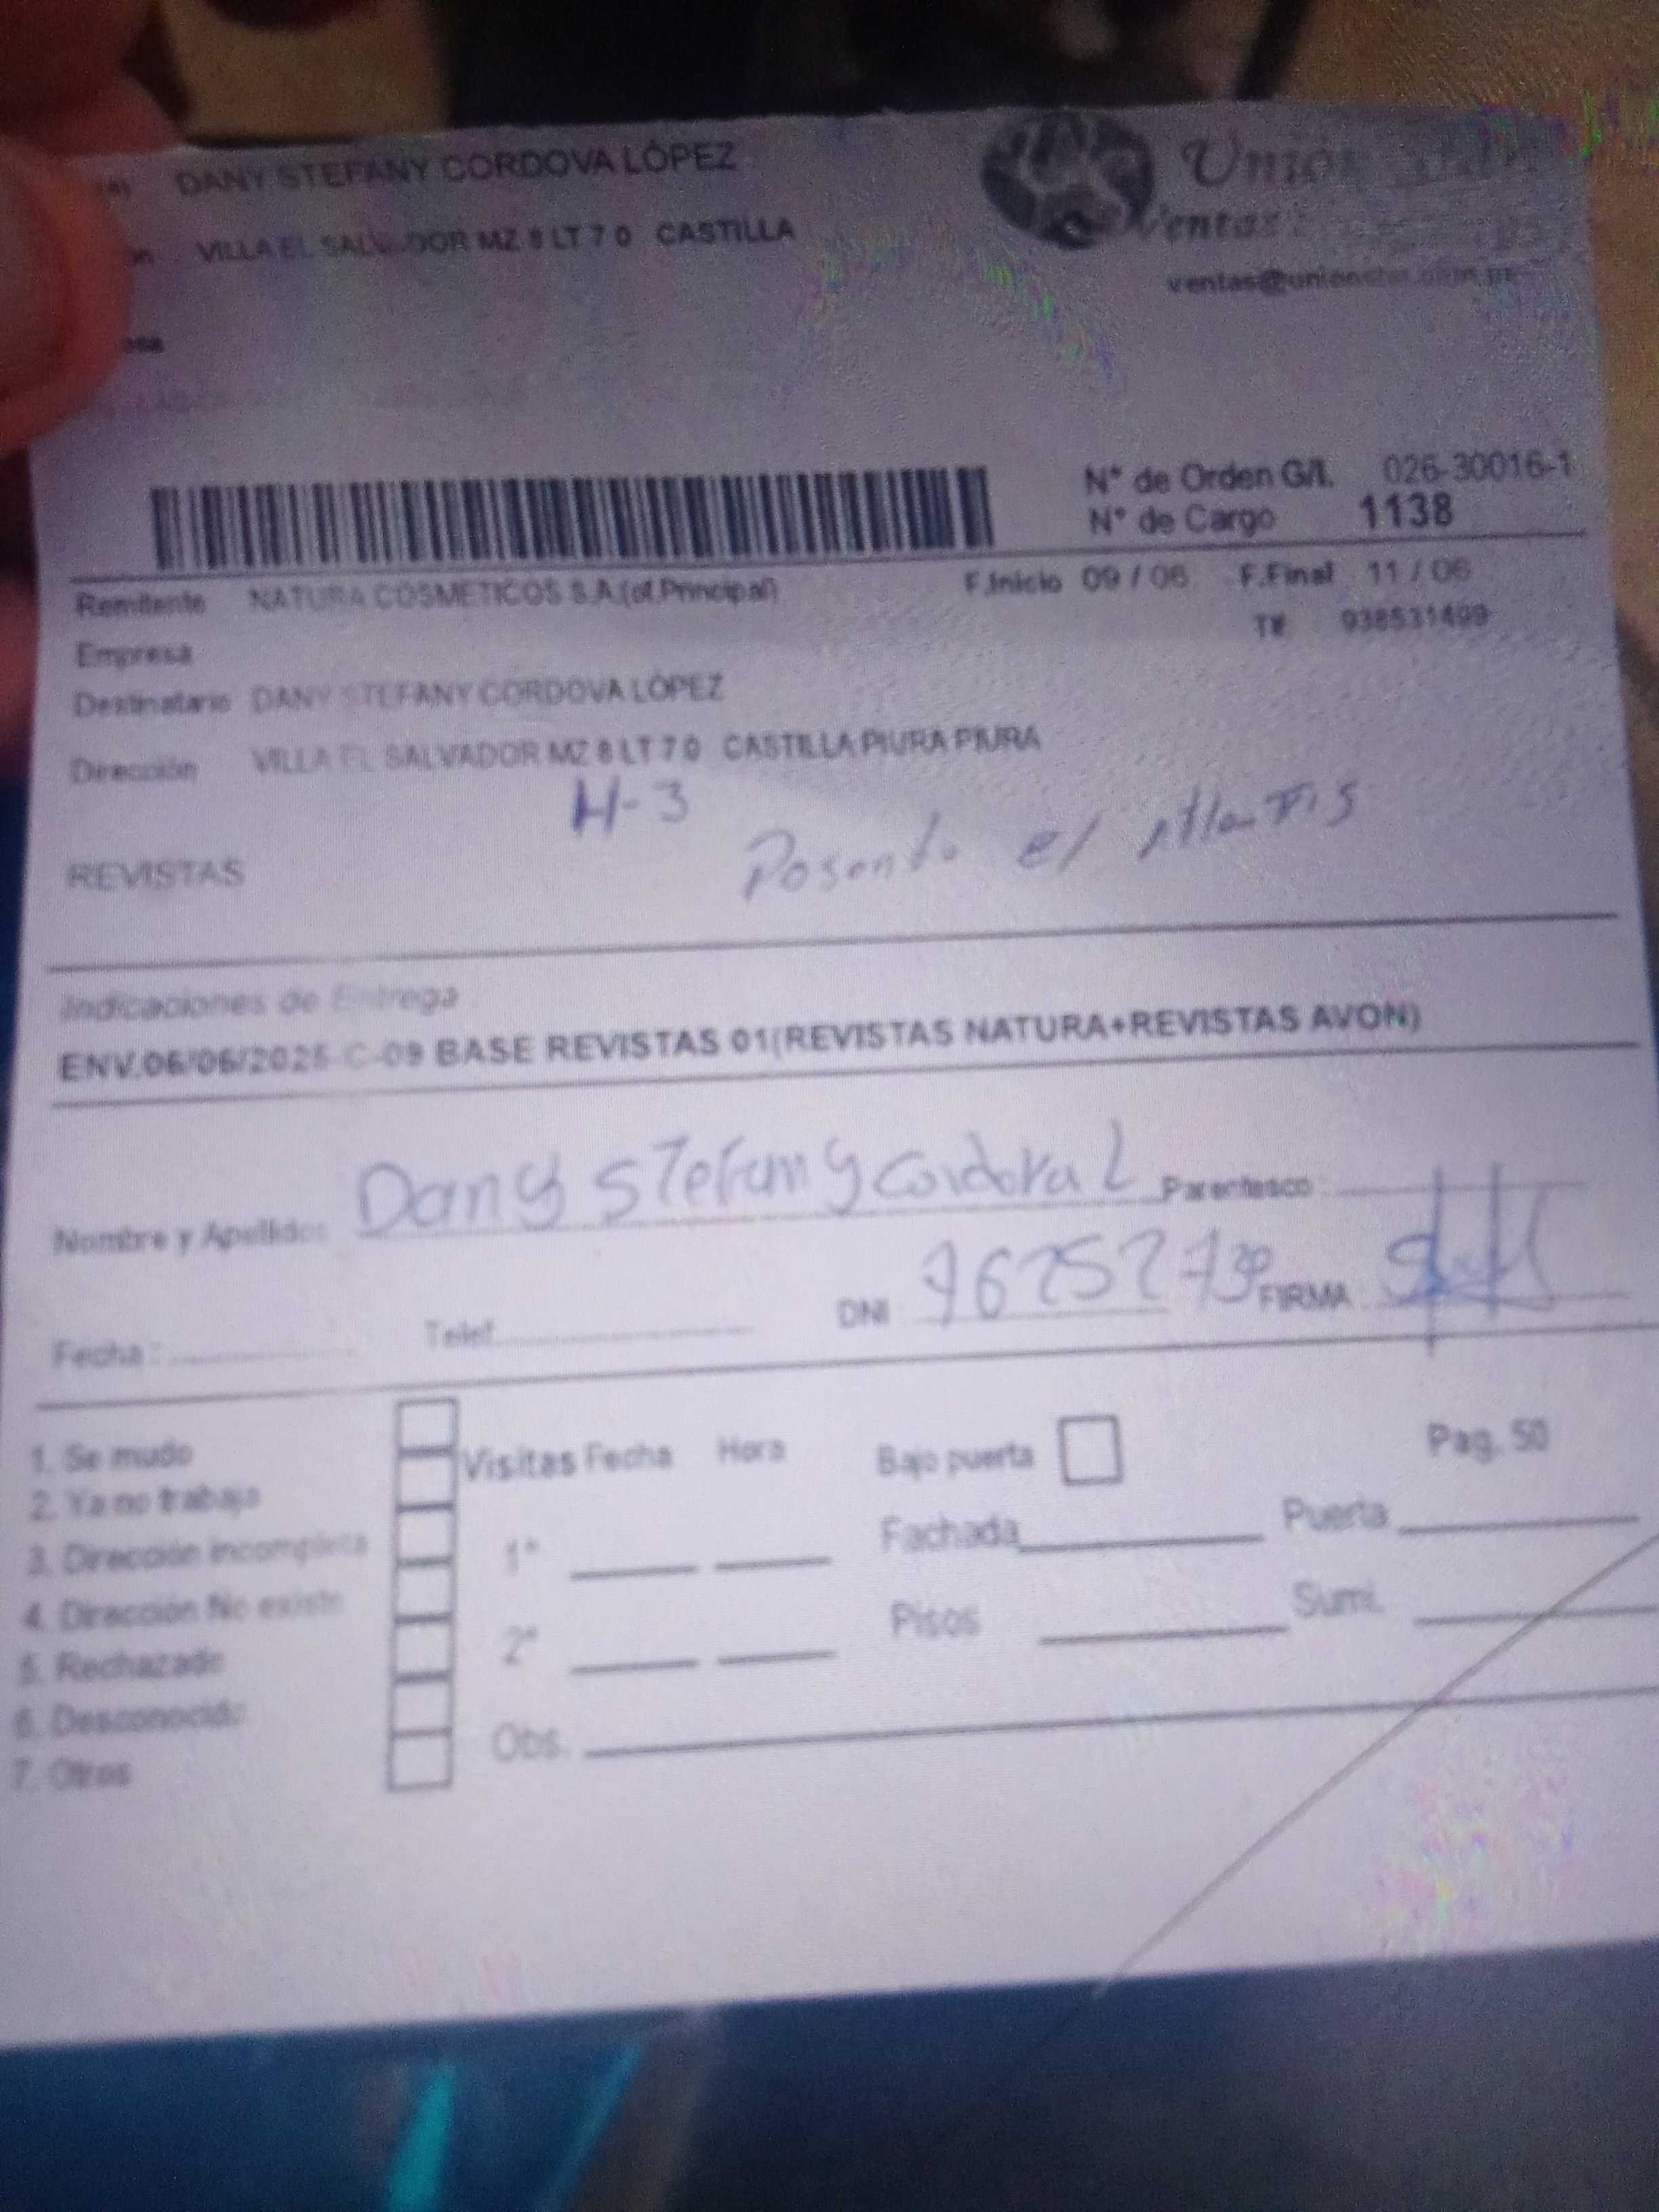 DANY STEFANY CORDOVA LÓPEZ
VILLA EL SALVADOR MZ 8 LT 7 0 CASTILLA
Unión
Ventas
N° de Orden G/L 026-30016-1
N° de Cargo 1138
Remitente NATURA COSMETICOS S.A.(of.Principal) F.Inicio 09 / 06 F.Final 11 / 06
Empresa
Destinatario DANY STEFANY CORDOVA LÓPEZ
Dirección VILLA EL SALVADOR MZ 8 LT 7 0 CASTILLA PIURA PIURA
H-3
REVISTAS
Indicaciones de Entrega
ENV.06/06/2025 C-09 BASE REVISTAS 01(REVISTAS NATURA+REVISTAS AVON)
Nombre y Apellidos Dany Stefany Cordova L Parentesco
Fecha : Telef. DNI FIRMA
1. Se mudo
2. Ya no trabaja
3. Dirección Incompleta
4. Dirección No existe
5. Rechazado
6. Desconocido
7. Otros
Visitas Fecha Hora
1°
2°
Obs.
Bajo puerta
Pag. 50
Fachada Puerta
Pisos Sumi.